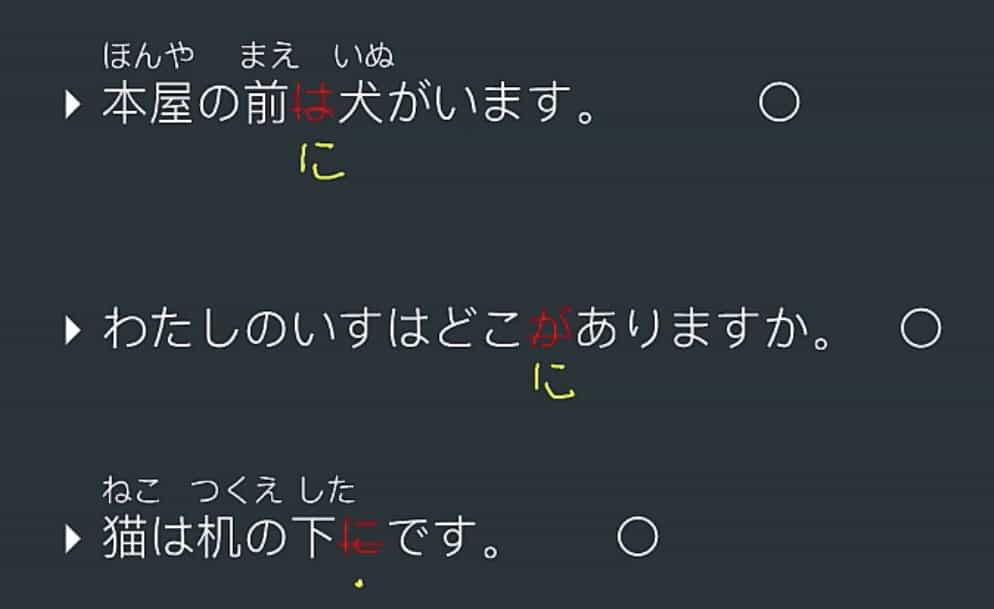 ほんや まえ いぬ
▶ 本屋の前は犬がいます。 ○
に
▶ わたしのいすはどこがありますか。 ○
に
ねこ つくえ した
▶ 猫は机の下にです。 ○